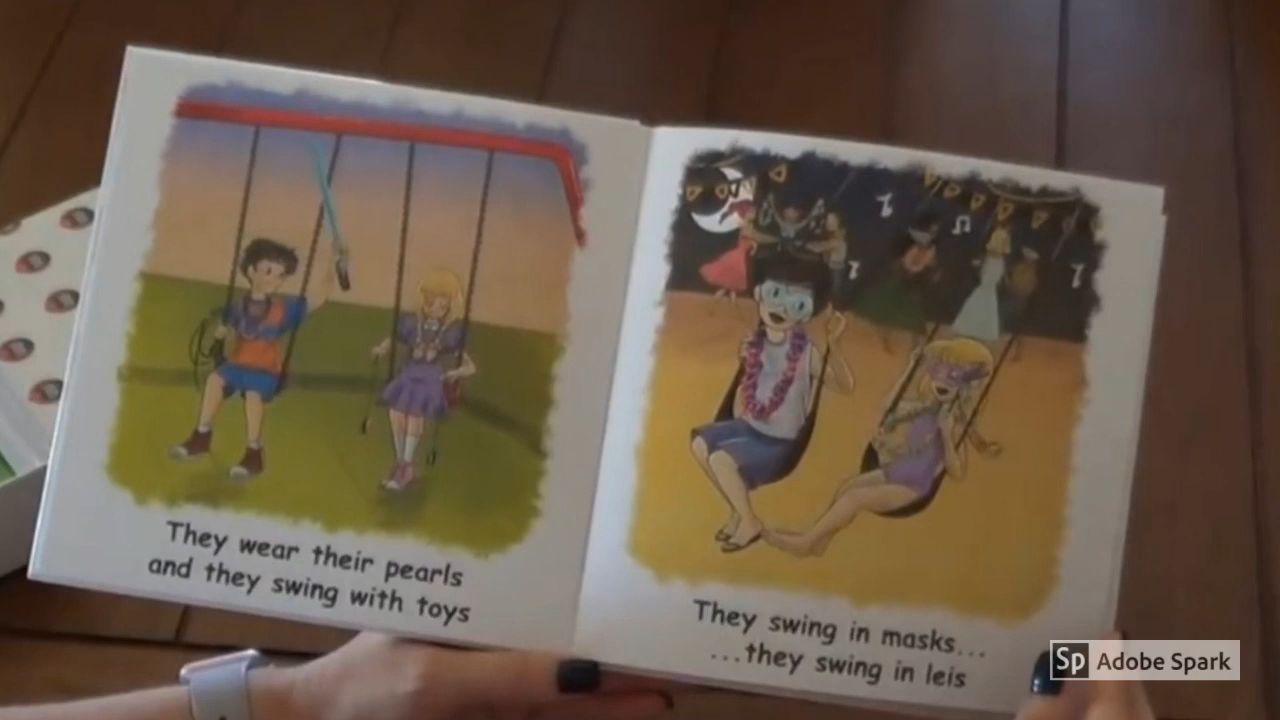 They wear their pearls
and they swing with toys
They swing in masks...
...they swing in leis
Sp Adobe Spark